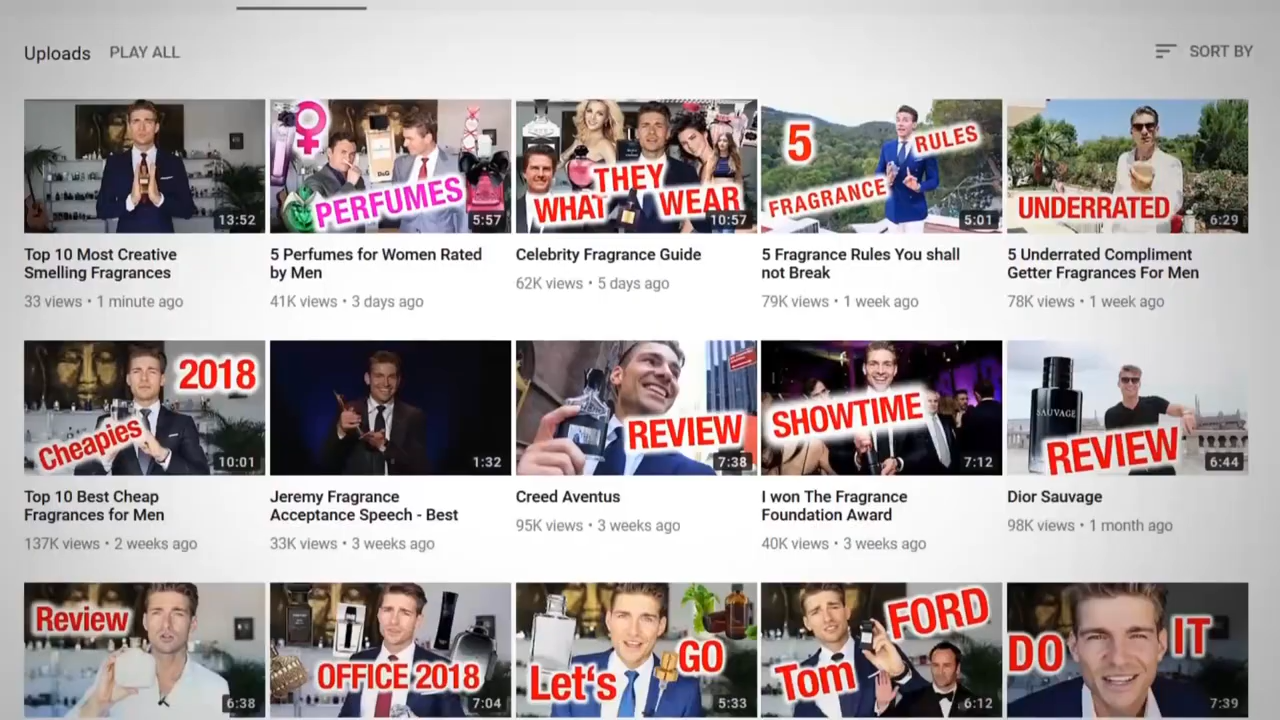 Uploads PLAY ALL SORT BY
13:52
PERFUMES
D&G
5:57
WHAT THEY WEAR
10:57
5 FRAGRANCE RULES
5:01
UNDERRATED
6:29
Top 10 Most Creative
Smelling Fragrances
33 views • 1 minute ago
5 Perfumes for Women Rated
by Men
41K views • 3 days ago
Celebrity Fragrance Guide
62K views • 5 days ago
5 Fragrance Rules You shall
not Break
79K views • 1 week ago
5 Underrated Compliment
Getter Fragrances For Men
78K views • 1 week ago
2018
Cheapies
10:01
1:32
REVIEW
7:38
SHOWTIME
7:12
SAUVAGE
REVIEW
6:44
Top 10 Best Cheap
Fragrances for Men
137K views • 2 weeks ago
Jeremy Fragrance
Acceptance Speech - Best
33K views • 3 weeks ago
Creed Aventus
95K views • 3 weeks ago
I won The Fragrance
Foundation Award
40K views • 3 weeks ago
Dior Sauvage
98K views • 1 month ago
Review
6:38
OFFICE 2018
7:04
Let's GO
5:33
Tom FORD
6:12
DO IT
7:39